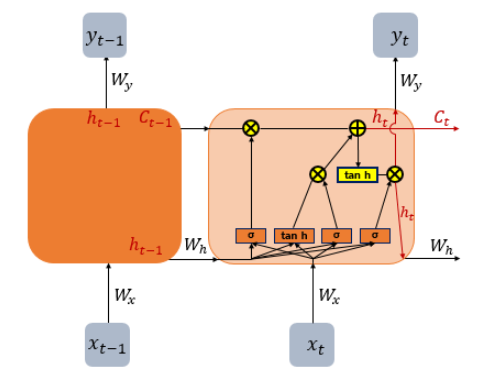 y_{t-1} y_t
W_y W_y
h_{t-1} C_{t-1} h_t C_t
tan h
h_t
σ tan h σ σ
h_{t-1} W_h W_h
W_x W_x
x_{t-1} x_t